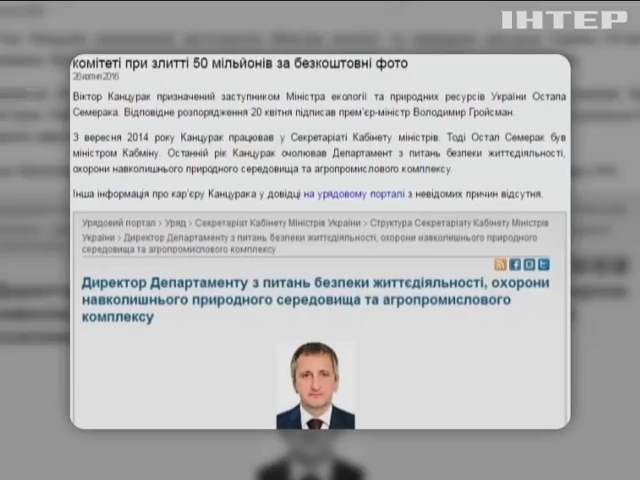 ІНТЕР
комітеті при злитті 50 мільйонів за безкоштовні фото
26 квітня 2016
Віктор Канцурак призначений заступником Міністра екології та природних ресурсів України Остапа
Семерака. Відповідне розпорядження 20 квітня підписав прем'єр-міністр Володимир Гройсман.
З вересня 2014 року Канцурак працював у Секретаріаті Кабінету міністрів. Тоді Остап Семерак був
міністром Кабміну. Останній рік Канцурак очолював Департамент з питань безпеки життєдіяльності,
охорони навколишнього природного середовища та агропромислового комплексу.
Інша інформація про кар'єру Канцурака у довідці на урядовому порталі з невідомих причин відсутня.
Урядовий портал > Уряд > Секретаріат Кабінету Міністрів України > Структура Секретаріату Кабінету Міністрів
України > Директор Департаменту з питань безпеки життєдіяльності, охорони навколишнього природного
середовища та агропромислового комплексу
Директор Департаменту з питань безпеки життєдіяльності, охорони
навколишнього природного середовища та агропромислового
комплексу